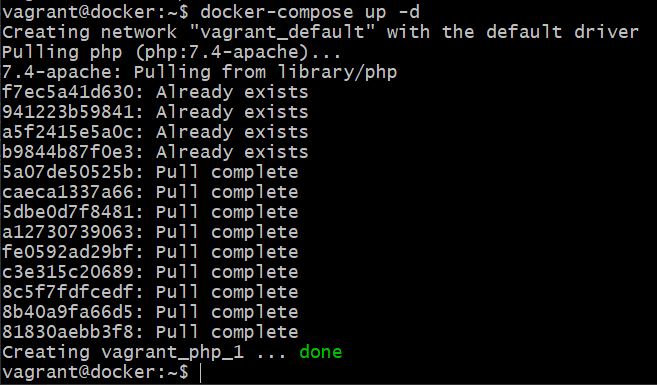 vagrant@docker:~$ docker-compose up -d
Creating network "vagrant_default" with the default driver
Pulling php (php:7.4-apache)...
7.4-apache: Pulling from library/php
f7ec5a41d630: Already exists
941223b59841: Already exists
a5f2415e5a0c: Already exists
b9844b87f0e3: Already exists
5a07de50525b: Pull complete
caeca1337a66: Pull complete
5dbe0d7f8481: Pull complete
a12730739063: Pull complete
fe0592ad29bf: Pull complete
c3e315c20689: Pull complete
8c5f7fdfcedf: Pull complete
8b40a9fa66d5: Pull complete
81830aebb3f8: Pull complete
Creating vagrant_php_1 ... done
vagrant@docker:~$